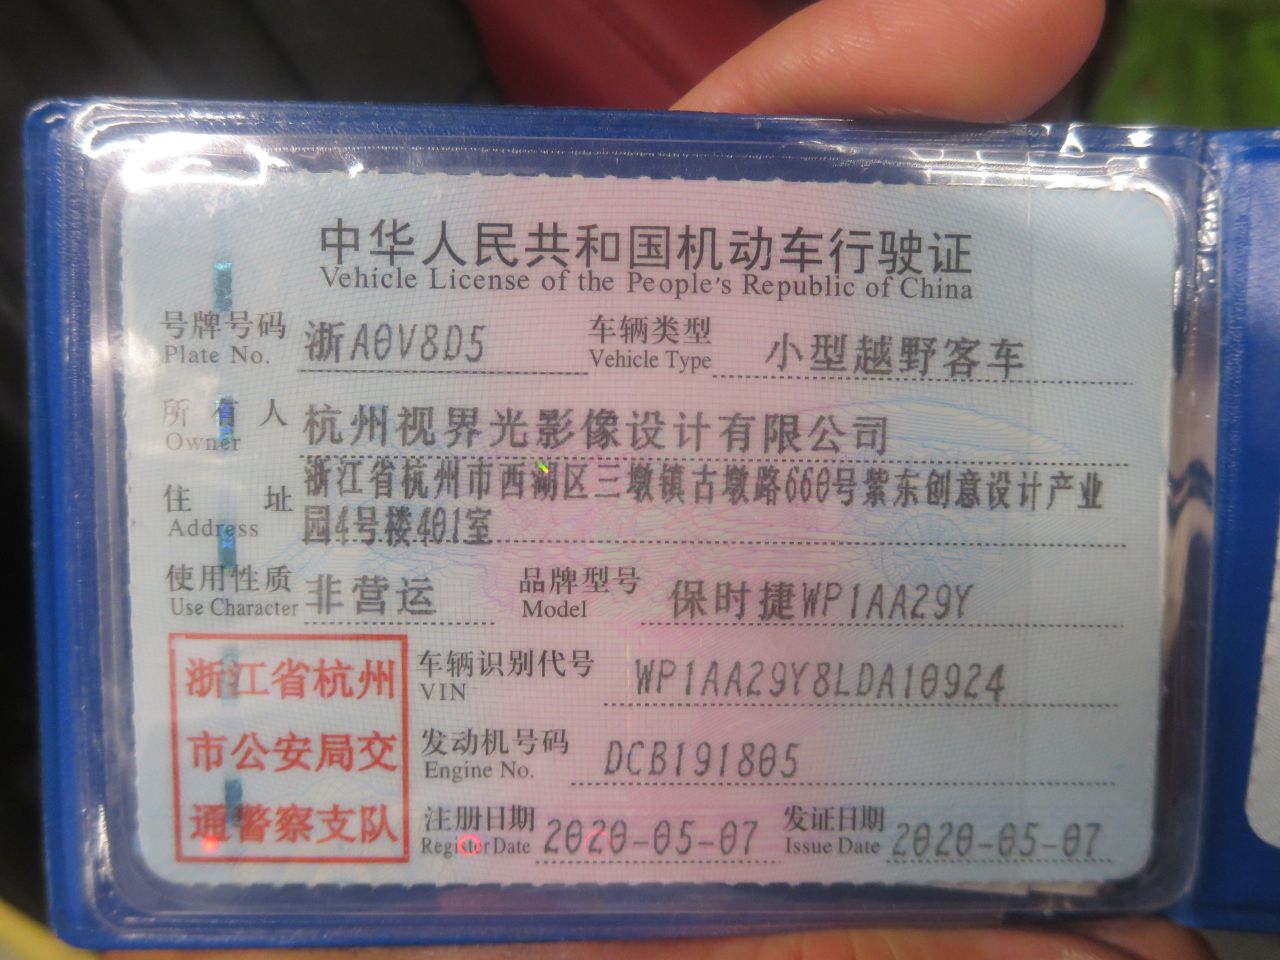 中华人民共和国机动车行驶证
Vehicle License of the People's Republic of China
号牌号码 浙A0V8D5 车辆类型 小型越野客车
Plate No. Vehicle Type
所有人 杭州视界光影像设计有限公司
Owner
住址 浙江省杭州市西湖区三墩镇古墩路660号紫东创意设计产业
Address 园4号楼401室
使用性质 非营运 品牌型号 保时捷WP1AA29Y
Use Character Model
浙江省杭州
市公安局交
通警察支队
车辆识别代号 WP1AA29Y8LDA10924
VIN
发动机号码 DCB191805
Engine No.
注册日期 2020-05-07 发证日期 2020-05-07
Register Date Issue Date